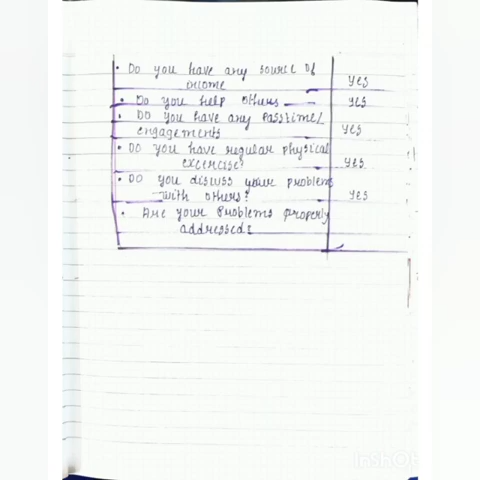 • Do you have any source of
income yes
• Do you help others yes
• Do you have any passtime/
engagements yes
• Do you have regular physical
excercise? yes
• Do you discuss your problems
with others? yes
• Are your problems properly
addressed?
InShOt